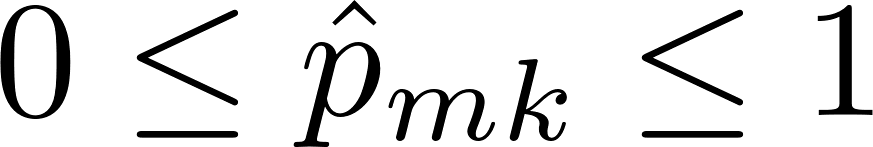 0 ≤ p̂ₘₖ ≤ 1